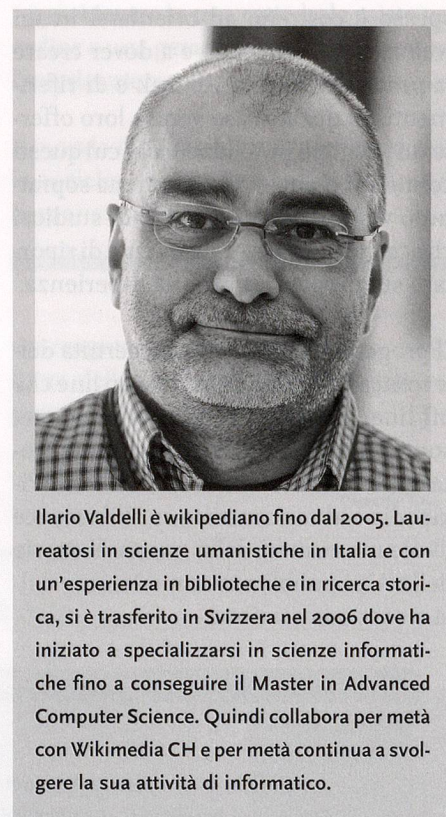 Ilario Valdelli è wikipediano fino dal 2005. Lau-
reatosi in scienze umanistiche in Italia e con
un'esperienza in biblioteche e in ricerca stori-
ca, si è trasferito in Svizzera nel 2006 dove ha
iniziato a specializzarsi in scienze informati-
che fino a conseguire il Master in Advanced
Computer Science. Quindi collabora per metà
con Wikimedia CH e per metà continua a svol-
gere la sua attività di informatico.